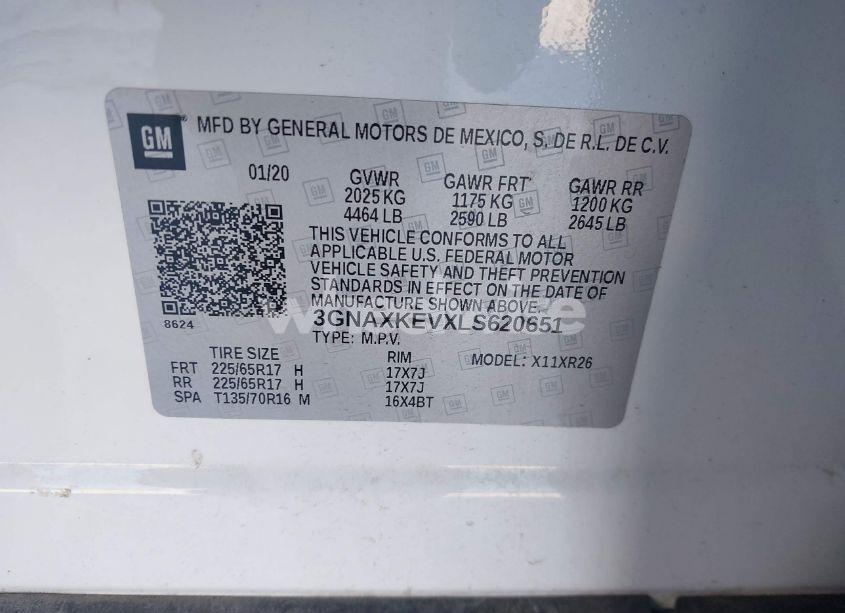 GM
MFD BY GENERAL MOTORS DE MEXICO, S. DE R.L. DE C.V.
01/20 GVWR GAWR FRT GAWR RR
2025 KG 1175 KG 1200 KG
4464 LB 2590 LB 2645 LB
THIS VEHICLE CONFORMS TO ALL
APPLICABLE U.S. FEDERAL MOTOR
VEHICLE SAFETY AND THEFT PREVENTION
STANDARDS IN EFFECT ON THE DATE OF
MANUFACTURE SHOWN ABOVE.
8624
3GNAXKEVXLS620651
TYPE: M.P.V.
TIRE SIZE RIM MODEL: X11XR26
FRT 225/65R17 H 17X7J
RR 225/65R17 H 17X7J
SPA T135/70R16 M 16X4BT